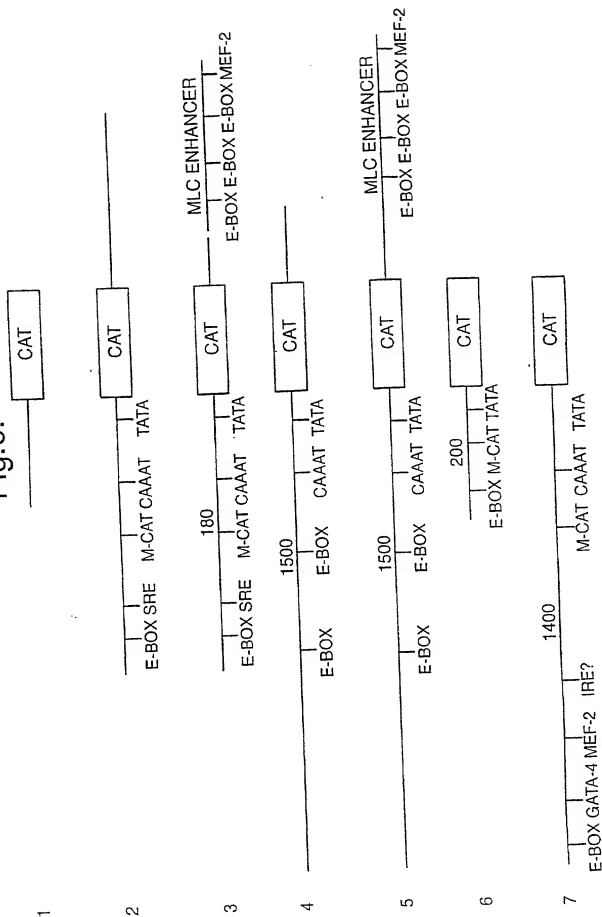 Fig.6.
1
CAT
2
CAT
E-BOX SRE M-CAT CAAAT TATA
3
180
CAT
MLC ENHANCER
E-BOX SRE M-CAT CAAAT TATA
E-BOX E-BOX E-BOX MEF-2
4
1500
CAT
E-BOX E-BOX CAAAT TATA
5
1500
CAT
MLC ENHANCER
E-BOX E-BOX CAAAT TATA
E-BOX E-BOX E-BOX MEF-2
6
200
CAT
E-BOX M-CAT TATA
7
1400
CAT
E-BOX GATA-4 MEF-2 IRE? M-CAT CAAAT TATA